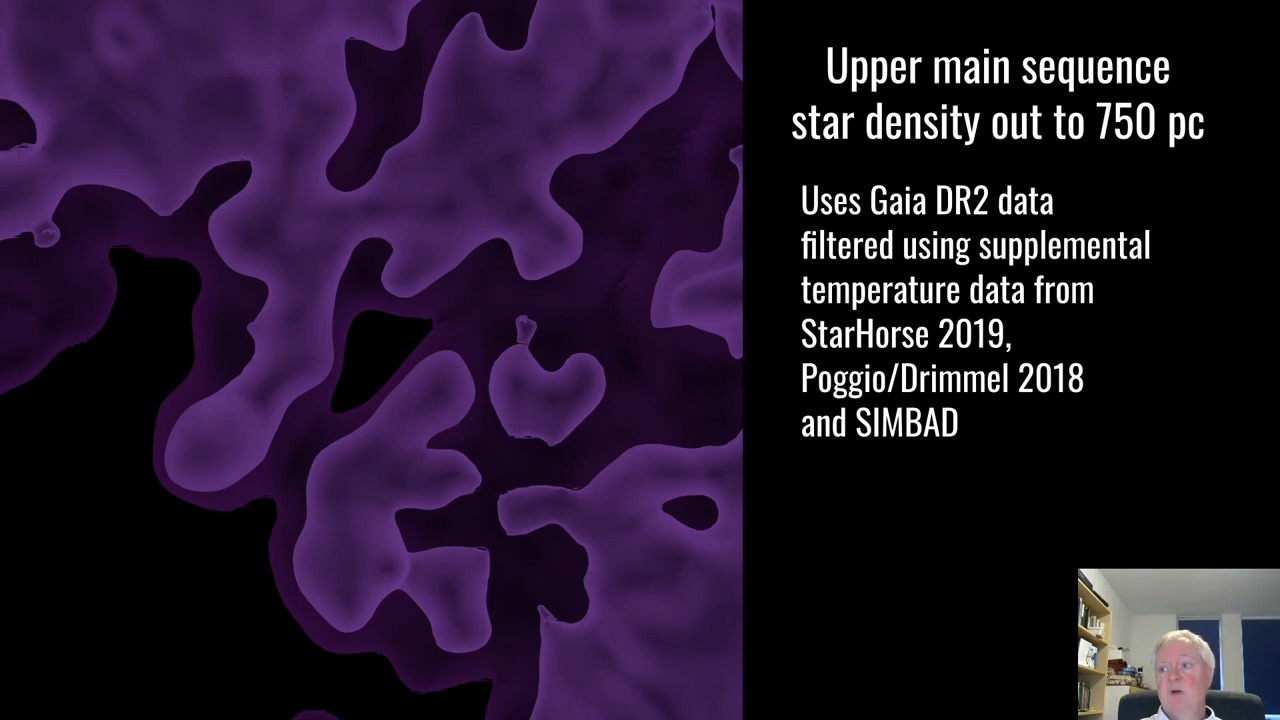 Upper main sequence
star density out to 750 pc
Uses Gaia DR2 data
filtered using supplemental
temperature data from
StarHorse 2019,
Poggio/Drimmel 2018
and SIMBAD